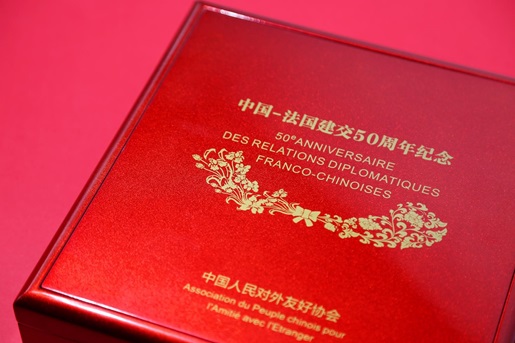 中国-法国建交50周年纪念
50e ANNIVERSAIRE
DES RELATIONS DIPLOMATIQUES
FRANCO-CHINOISES
中国人民对外友好协会
Association du Peuple chinois pour
l'Amitié avec l'Etranger